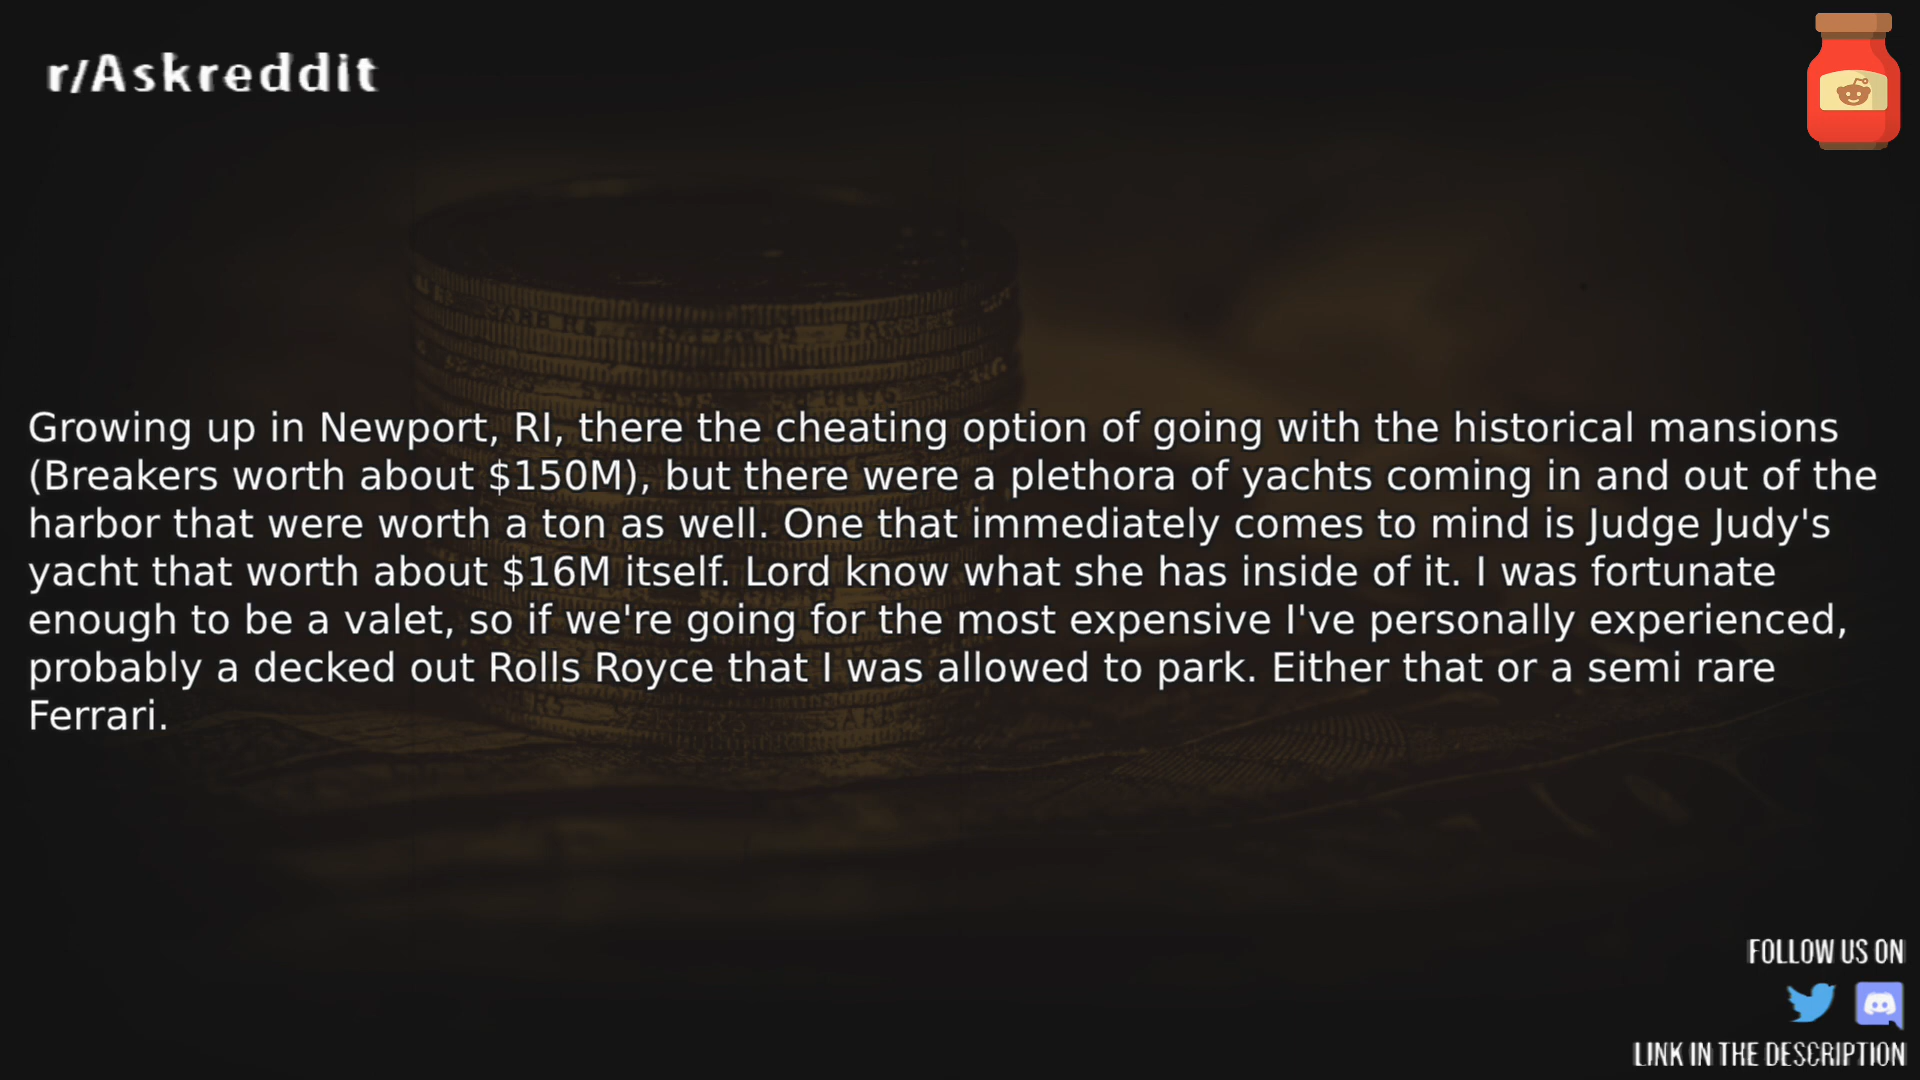 r/Askreddit
Growing up in Newport, RI, there the cheating option of going with the historical mansions
(Breakers worth about $150M), but there were a plethora of yachts coming in and out of the
harbor that were worth a ton as well. One that immediately comes to mind is Judge Judy's
yacht that worth about $16M itself. Lord know what she has inside of it. I was fortunate
enough to be a valet, so if we're going for the most expensive I've personally experienced,
probably a decked out Rolls Royce that I was allowed to park. Either that or a semi rare
Ferrari.
FOLLOW US ON
LINK IN THE DESCRIPTION